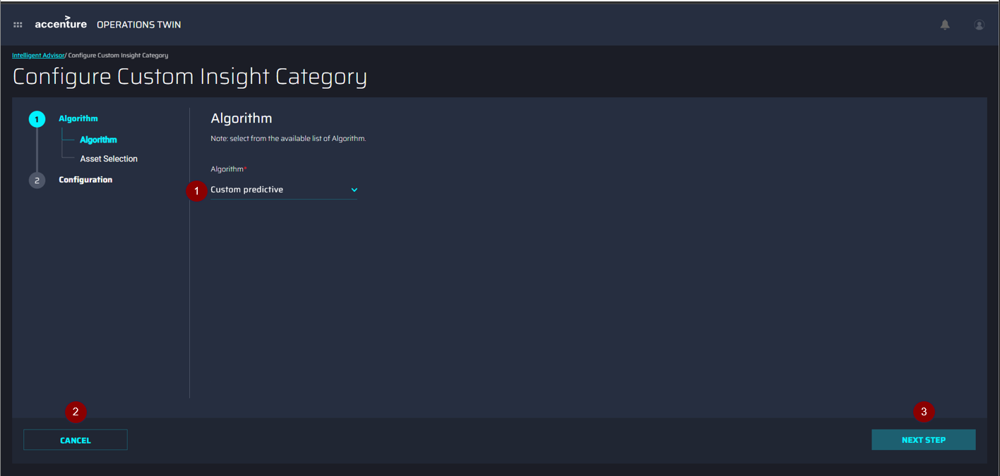 accenture OPERATIONS TWIN
Intelligent Advisor/ Configure Custom Insight Category
Configure Custom Insight Category
1 Algorithm
Algorithm
Asset Selection
2 Configuration
Algorithm
Note: select from the available list of Algorithm.
Algorithm*
1 Custom predictive
2
CANCEL
3
NEXT STEP